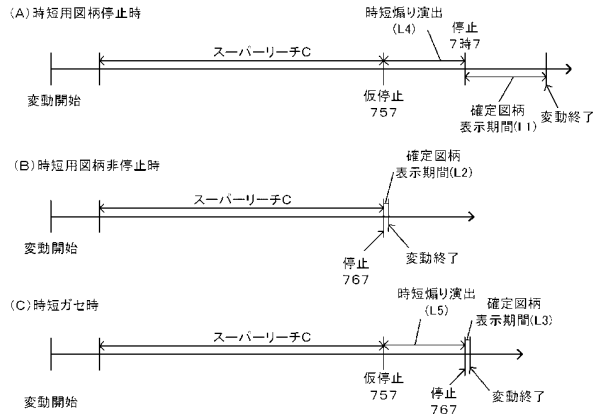 (A)時短用図柄停止時
スーパーリーチC
時短煽り演出
(L4)
停止
7時7
変動開始
仮停止
757
確定図柄
表示期間(L1)
変動終了
(B)時短用図柄非停止時
スーパーリーチC
確定図柄
表示期間(L2)
変動開始
停止
767
変動終了
(C)時短ガセ時
スーパーリーチC
時短煽り演出
(L5)
確定図柄
表示期間(L3)
変動開始
仮停止
757
停止
767
変動終了